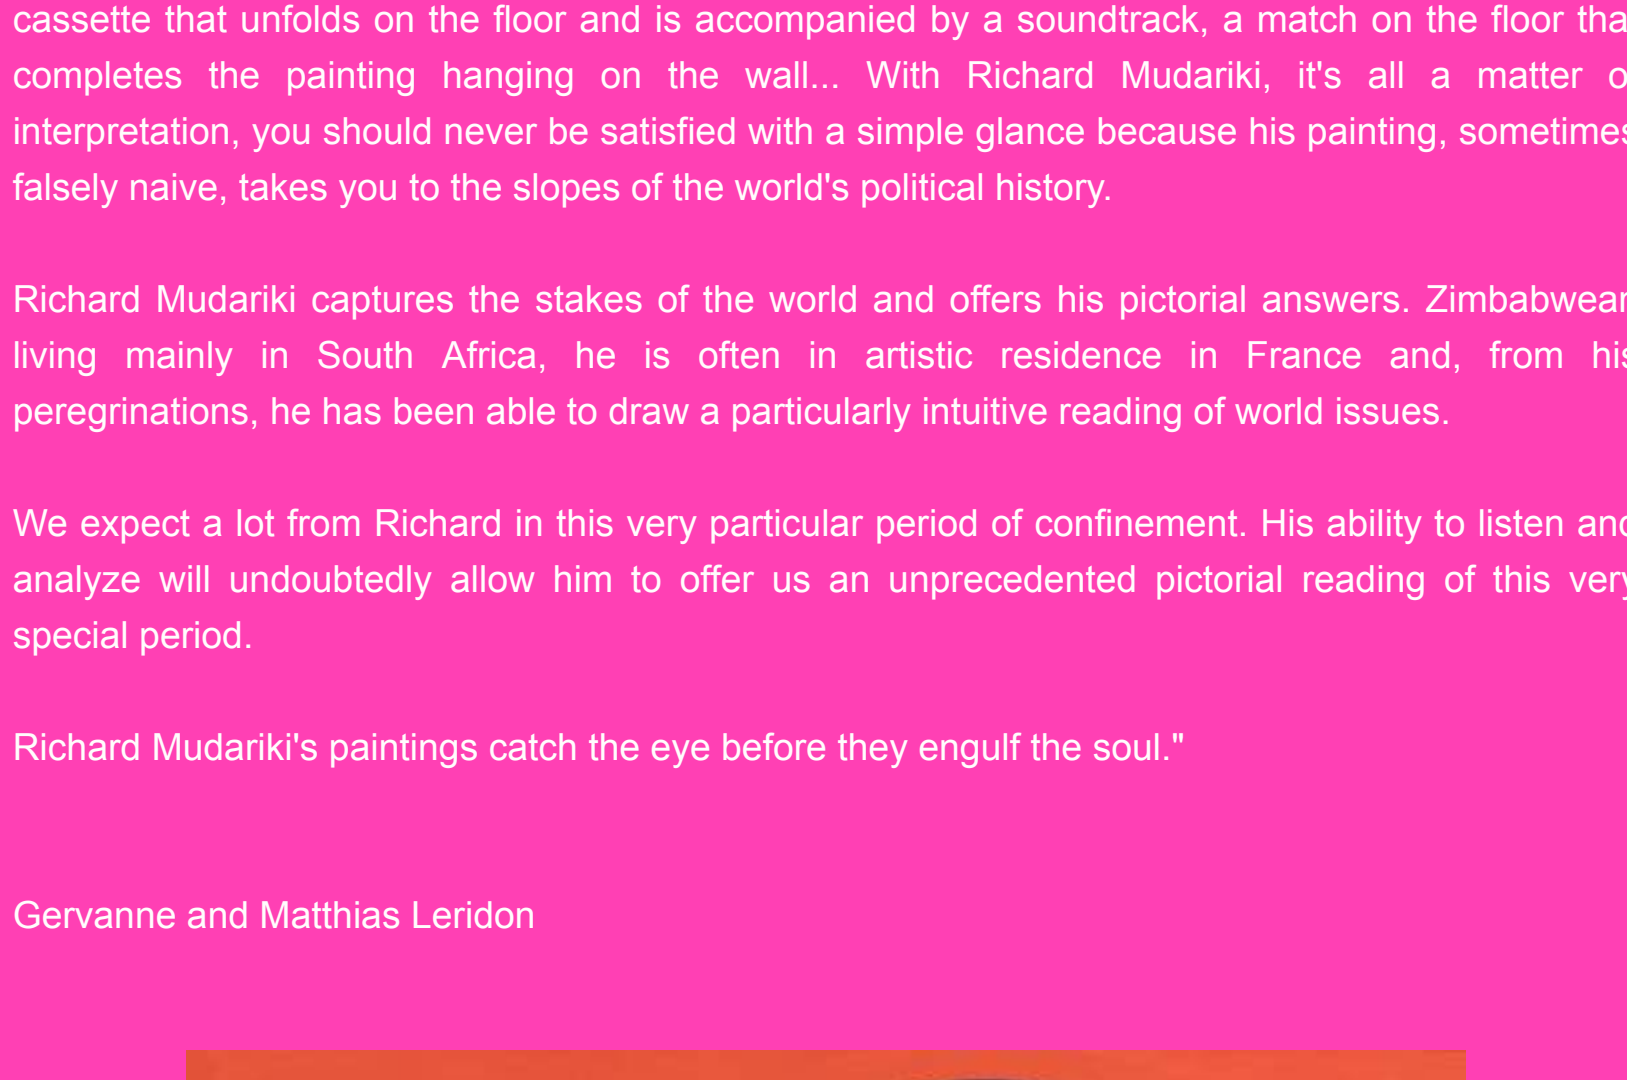 cassette that unfolds on the floor and is accompanied by a soundtrack, a match on the floor tha
completes the painting hanging on the wall... With Richard Mudariki, it's all a matter o
interpretation, you should never be satisfied with a simple glance because his painting, sometimes
falsely naive, takes you to the slopes of the world's political history.
Richard Mudariki captures the stakes of the world and offers his pictorial answers. Zimbabwean
living mainly in South Africa, he is often in artistic residence in France and, from his
peregrinations, he has been able to draw a particularly intuitive reading of world issues.
We expect a lot from Richard in this very particular period of confinement. His ability to listen and
analyze will undoubtedly allow him to offer us an unprecedented pictorial reading of this very
special period.
Richard Mudariki's paintings catch the eye before they engulf the soul."
Gervanne and Matthias Leridon